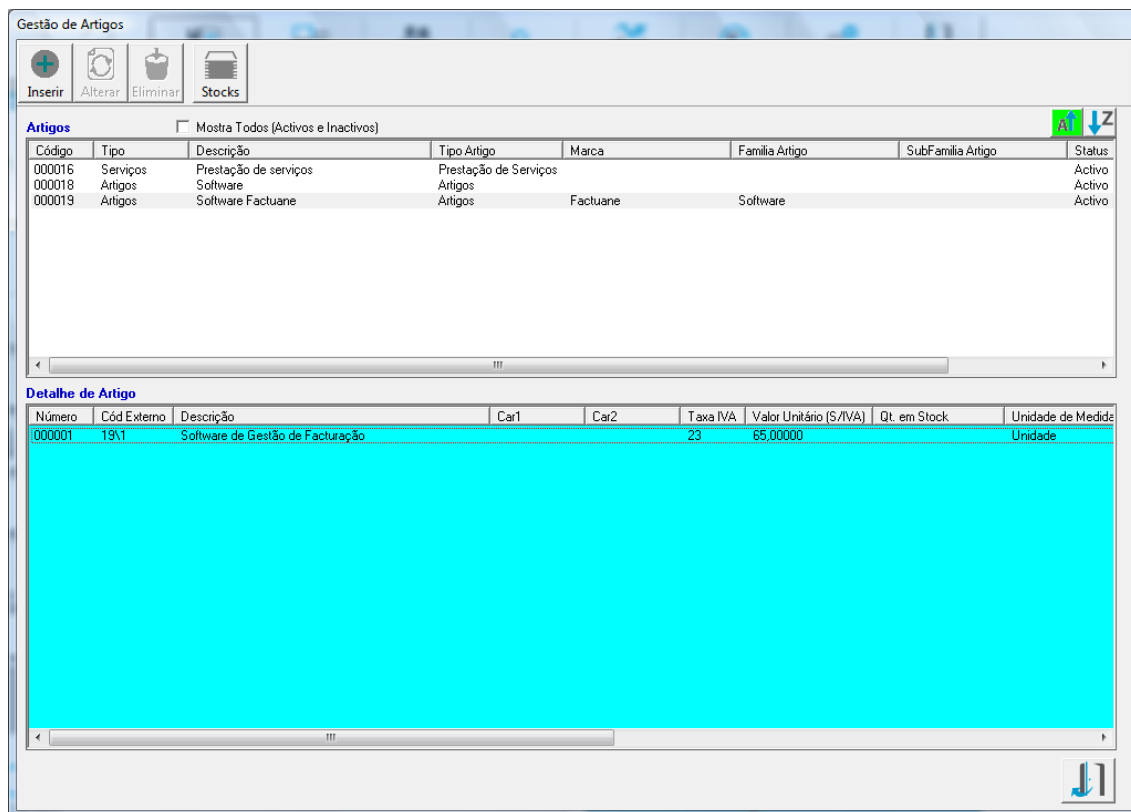 Gestão de Artigos
Inserir Alterar Eliminar Stocks
Artigos Mostra Todos (Activos e Inactivos) A Z
Código Tipo Descrição Tipo Artigo Marca Familia Artigo SubFamilia Artigo Status
000016 Serviços Prestação de serviços Prestação de Serviços Activo
000018 Artigos Software Artigos Activo
000019 Artigos Software Factuane Artigos Factuane Software Activo
Detalhe de Artigo
Número Cód Externo Descrição Car1 Car2 Taxa IVA Valor Unitário (S/IVA) Qt. em Stock Unidade de Medida
000001 19\1 Software de Gestão de Facturação 23 65,00000 Unidade